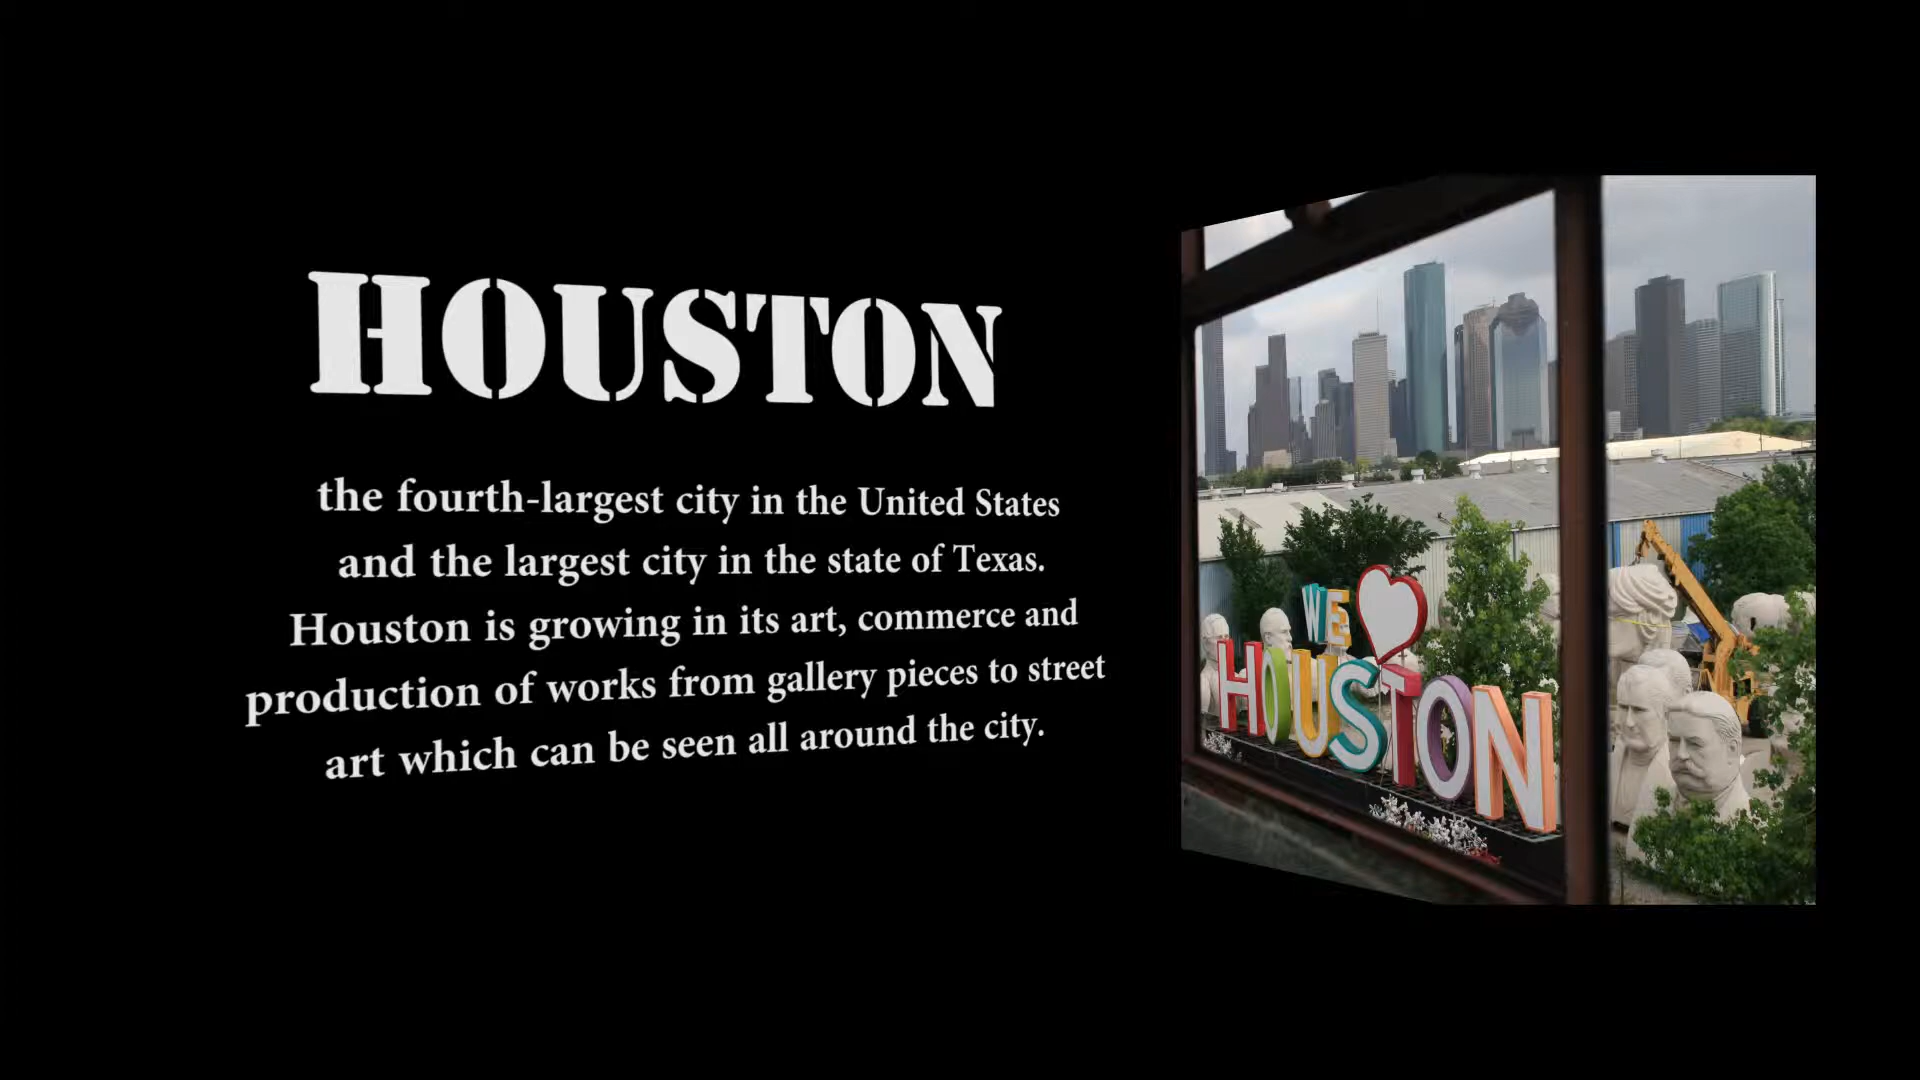 HOUSTON
the fourth-largest city in the United States
and the largest city in the state of Texas.
Houston is growing in its art, commerce and
production of works from gallery pieces to street
art which can be seen all around the city.
WE
HOUSTON